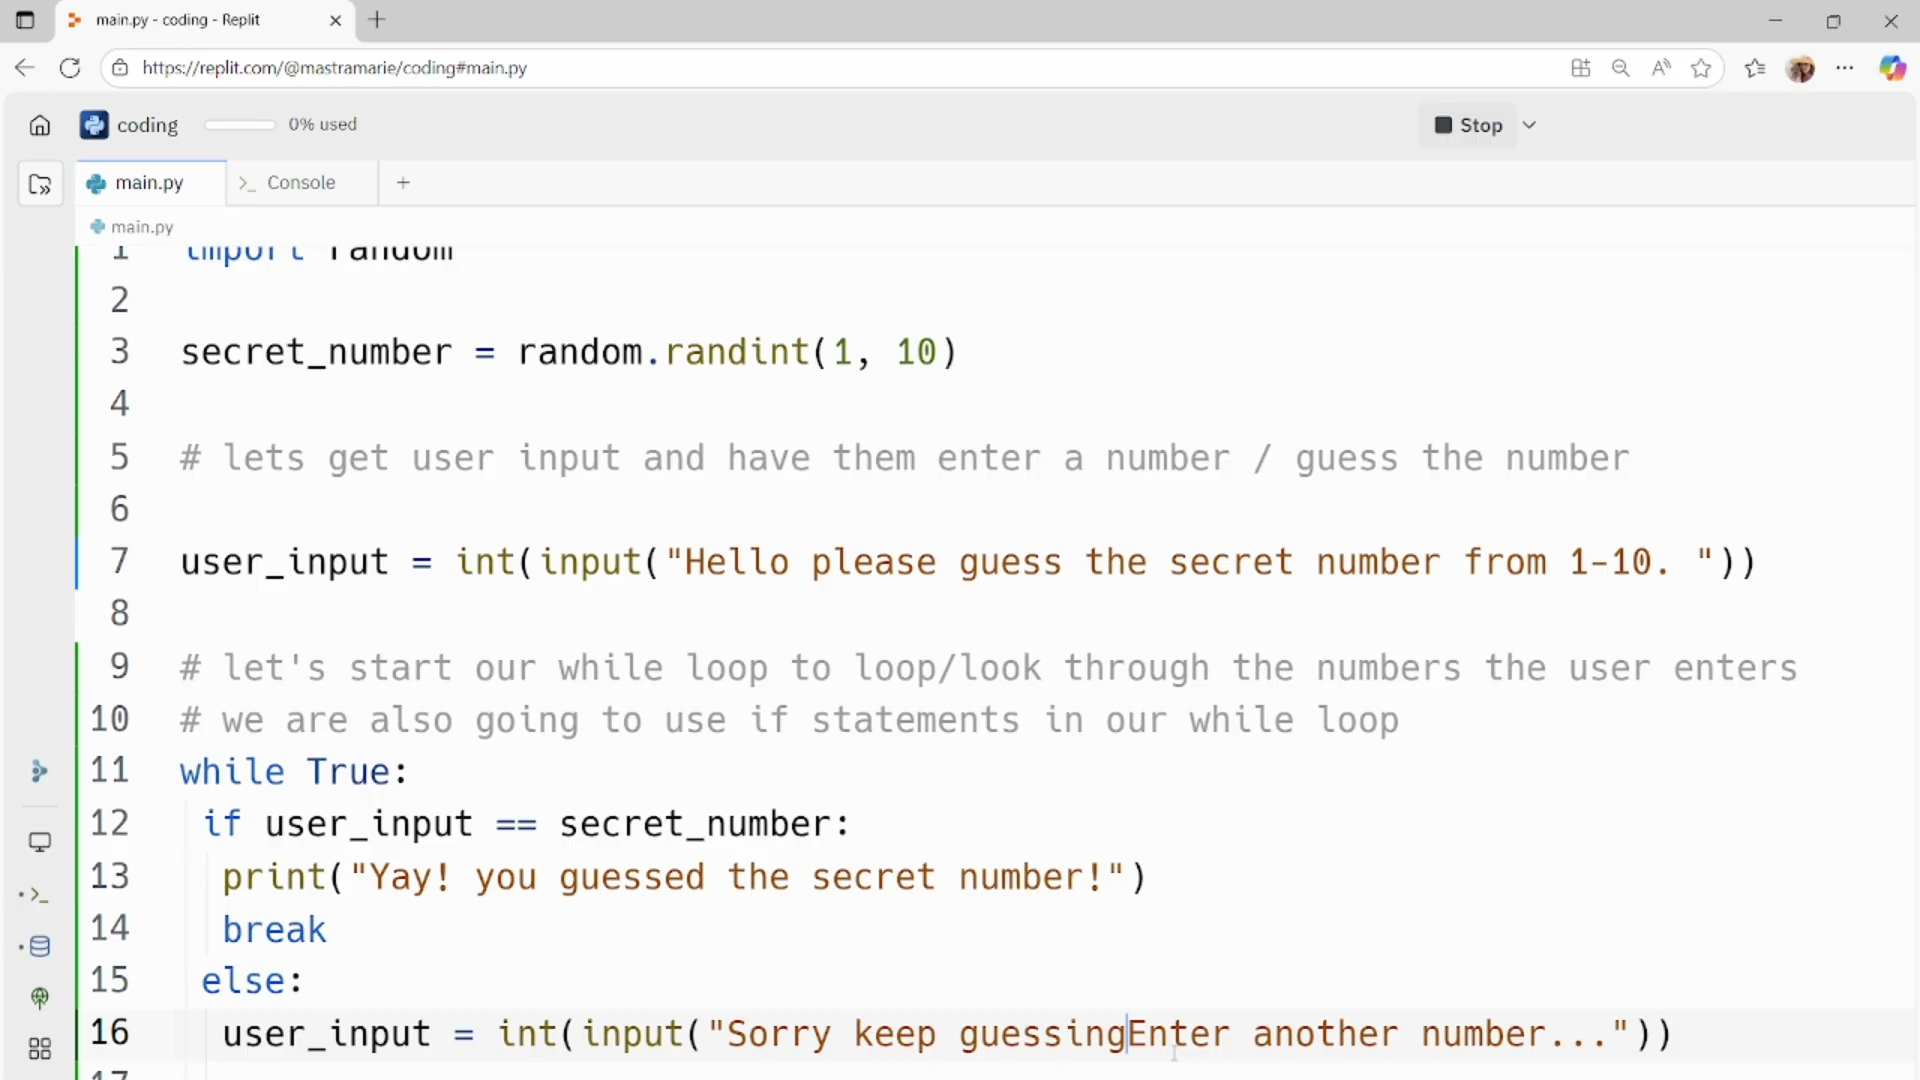 main.py - coding - Replit
https://replit.com/@mastramarie/coding#main.py
coding 0% used Stop
main.py >_ Console +
main.py
1 import random
2
3 secret_number = random.randint(1, 10)
4
5 # lets get user input and have them enter a number / guess the number
6
7 user_input = int(input("Hello please guess the secret number from 1-10. "))
8
9 # let's start our while loop to loop/look through the numbers the user enters
10 # we are also going to use if statements in our while loop
11 while True:
12 if user_input == secret_number:
13 print("Yay! you guessed the secret number!")
14 break
15 else:
16 user_input = int(input("Sorry keep guessingEnter another number..."))
17